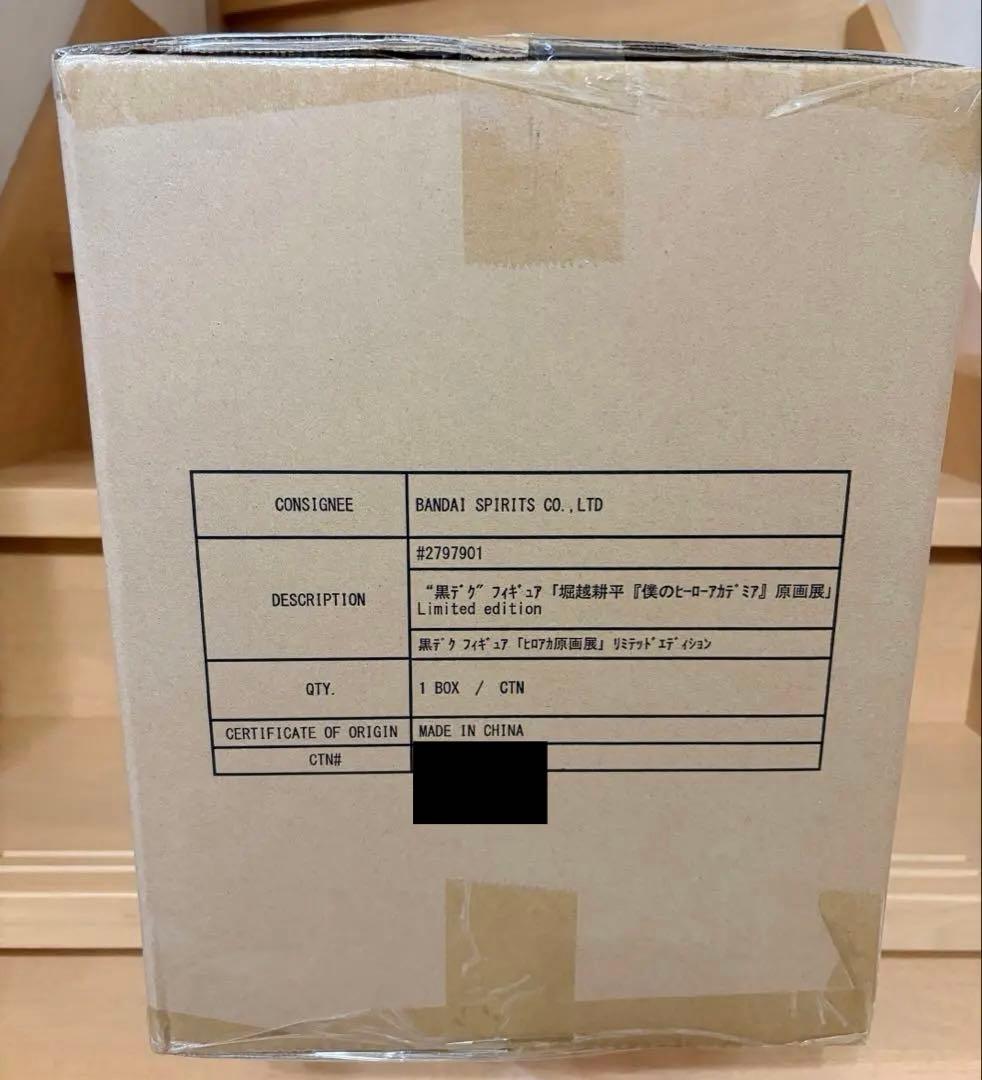 CONSIGNEE BANDAI SPIRITS CO.,LTD
DESCRIPTION #2797901
“黒ﾃﾞｸ” ﾌｨｷﾞｭｱ 「堀越耕平『僕のﾋｰﾛｰｱｶﾃﾞﾐｱ』原画展」
Limited edition
黒ﾃﾞｸ ﾌｨｷﾞｭｱ 「ﾋﾛｱｶ原画展」 ﾘﾐﾃｯﾄﾞｴﾃﾞｨｼｮﾝ
QTY. 1 BOX / CTN
CERTIFICATE OF ORIGIN MADE IN CHINA
CTN#